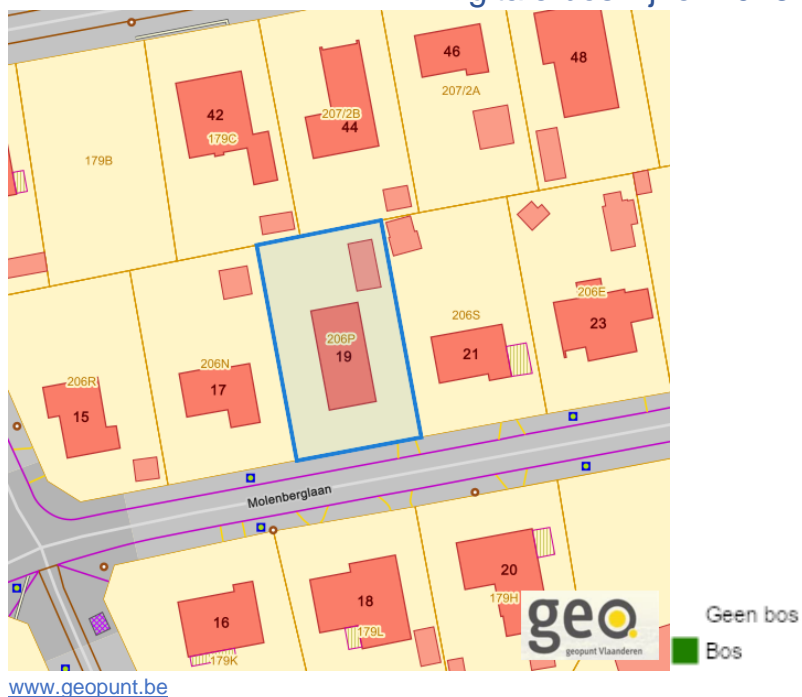 46
48
207/2A
42
207/2B
44
179C
179B
206P
19
206S
21
206E
23
206N
17
206R
15
Molenberglaan
20
179H
18
179L
16
179K
geo.
geopunt Vlaanderen
Geen bos
Bos
www.geopunt.be